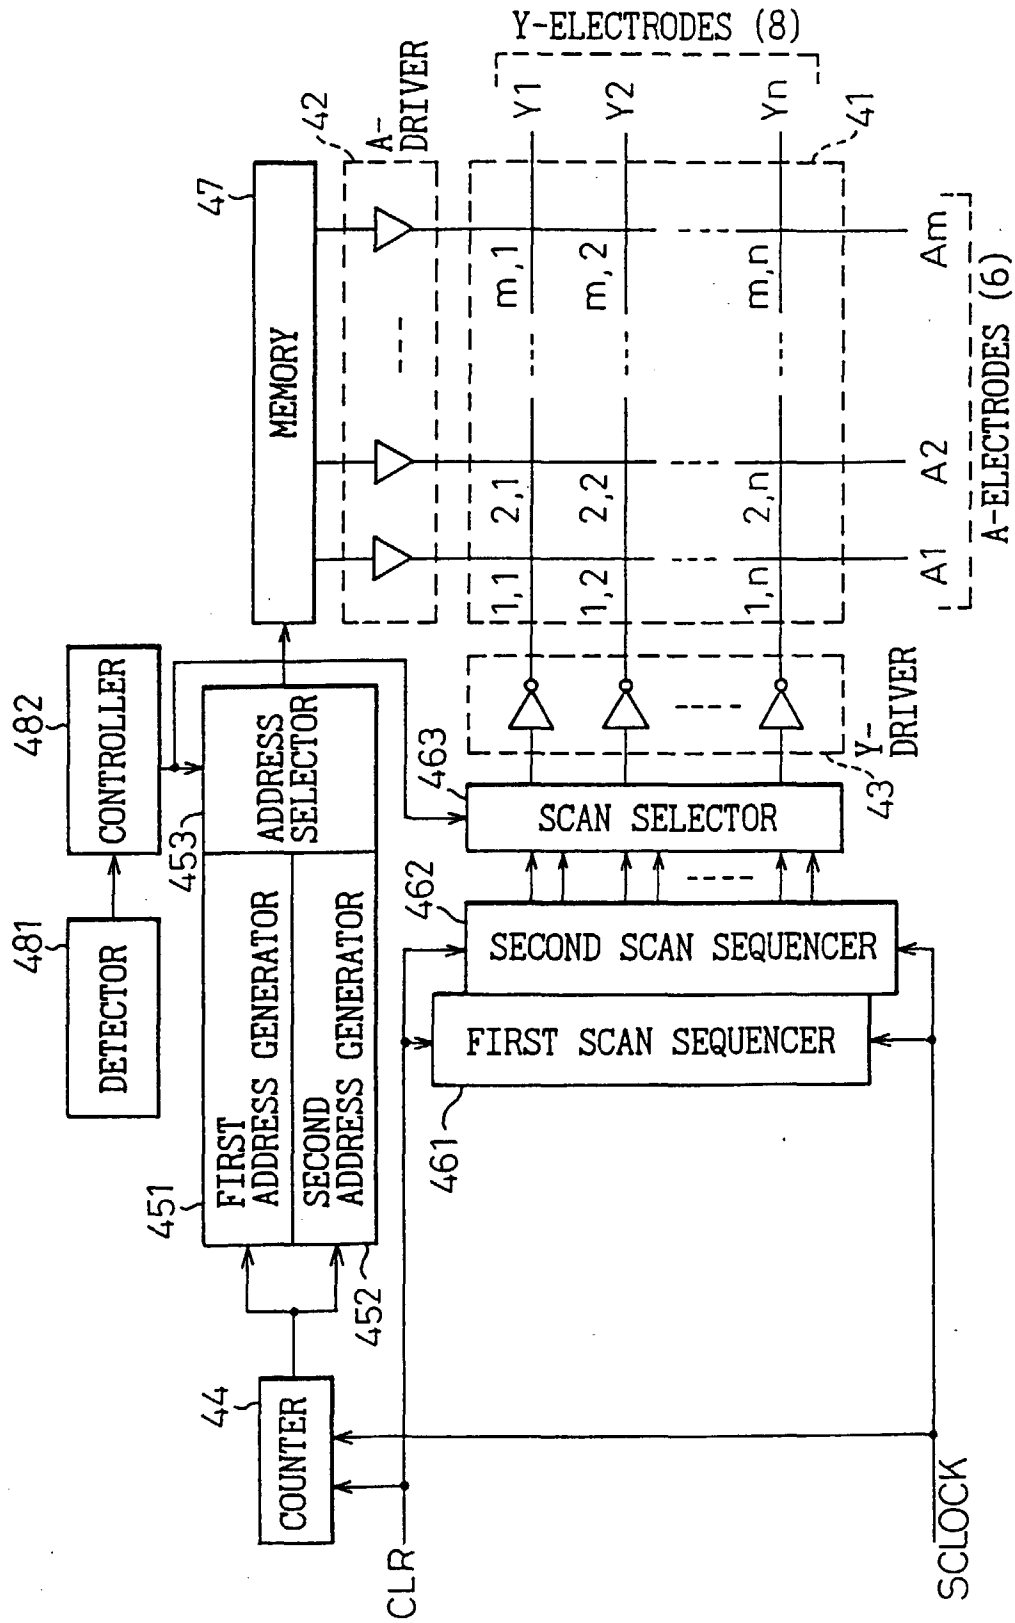 Y-ELECTRODES (8)
Y1
Y2
Yn
41
42
A-
DRIVER
47
MEMORY
m,1
m,2
m,n
2,1
2,2
2,n
1,1
1,2
1,n
Am
A2
A1
A-ELECTRODES (6)
482
CONTROLLER
481
DETECTOR
453
ADDRESS
SELECTOR
463
SCAN SELECTOR
43
Y-
DRIVER
462
SECOND SCAN SEQUENCER
FIRST SCAN SEQUENCER
461
451
FIRST
ADDRESS GENERATOR
SECOND
ADDRESS GENERATOR
452
44
COUNTER
CLR
SCLOCK